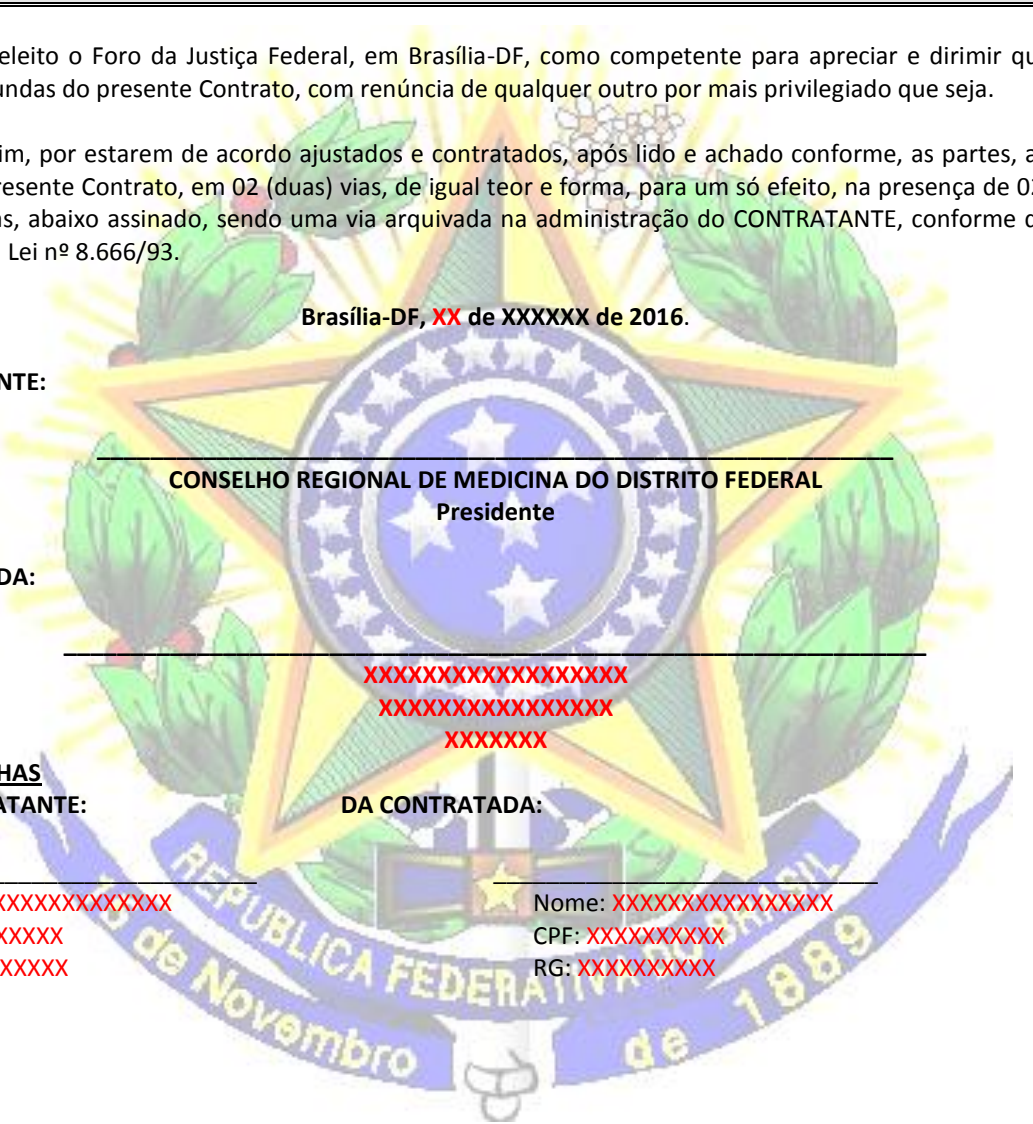 eleito o Foro da Justiça Federal, em Brasília-DF, como competente para apreciar e dirimir qu
undas do presente Contrato, com renúncia de qualquer outro por mais privilegiado que seja.
im, por estarem de acordo ajustados e contratados, após lido e achado conforme, as partes, a
resente Contrato, em 02 (duas) vias, de igual teor e forma, para um só efeito, na presença de 02
as, abaixo assinado, sendo uma via arquivada na administração do CONTRATANTE, conforme d
Lei nº 8.666/93.
Brasília-DF, XX de XXXXXX de 2016.
NTE:
CONSELHO REGIONAL DE MEDICINA DO DISTRITO FEDERAL
Presidente
DA:
XXXXXXXXXXXXXXXXXX
XXXXXXXXXXXXXXXX
XXXXXXX
HAS
ATANTE: DA CONTRATADA:
XXXXXXXXXXXXX Nome: XXXXXXXXXXXXXXXX
XXXXX CPF: XXXXXXXXXX
XXXXX RG: XXXXXXXXXX
REPUBLICA FEDERATIVA DO BRASIL
15 de Novembro de 1889